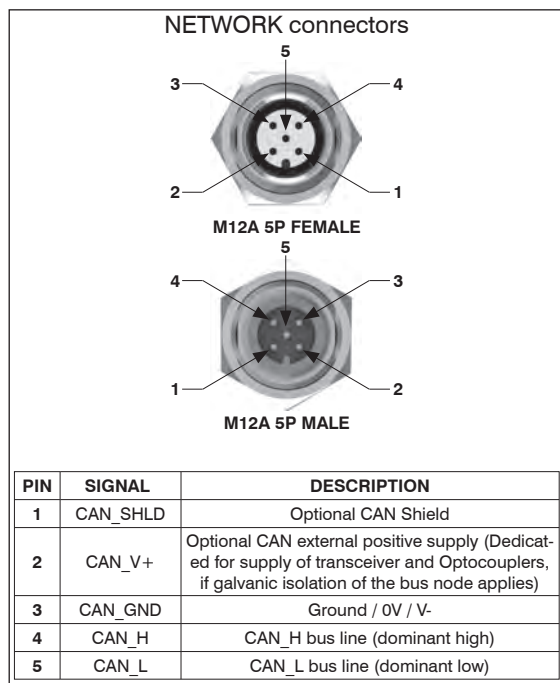 NETWORK connectors
5
3
4
2
1
M12A 5P FEMALE
5
4
3
1
2
M12A 5P MALE
PIN SIGNAL DESCRIPTION
1 CAN_SHLD Optional CAN Shield
2 CAN_V+ Optional CAN external positive supply (Dedicat-
ed for supply of transceiver and Optocouplers,
if galvanic isolation of the bus node applies)
3 CAN_GND Ground / 0V / V-
4 CAN_H CAN_H bus line (dominant high)
5 CAN_L CAN_L bus line (dominant low)